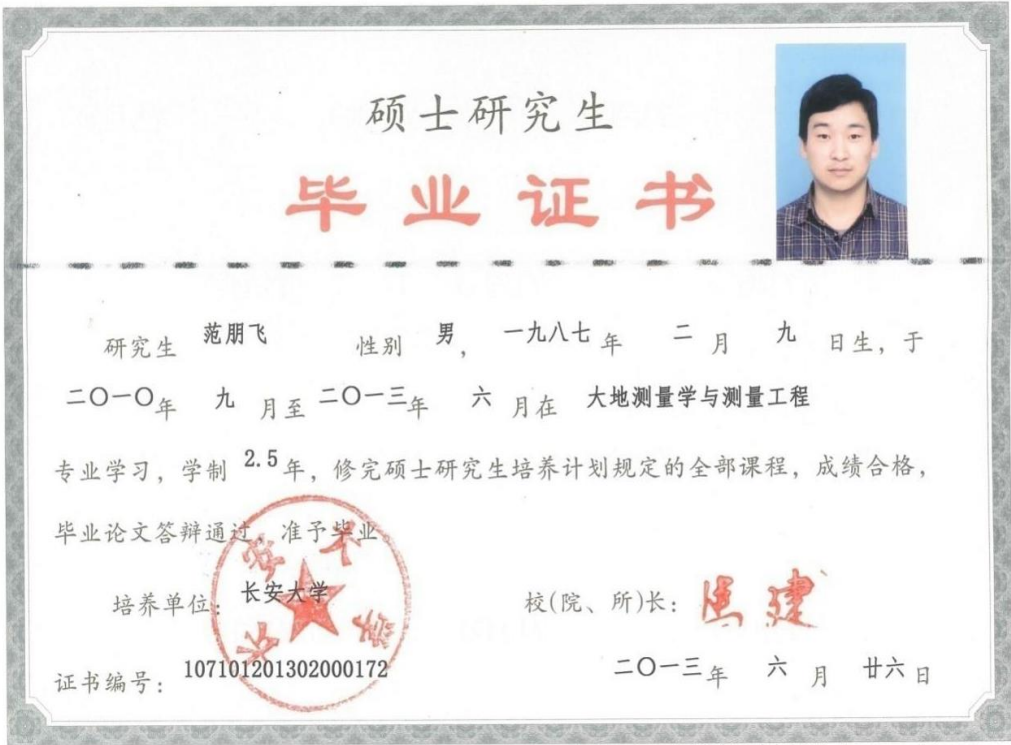 硕士研究生
毕业证书
研究生 范朋飞 性别 男， 一九八七年 二月 九日生，于
二〇一〇年 九月至二〇一三年 六月在 大地测量学与测量工程
专业学习，学制 2.5年，修完硕士研究生培养计划规定的全部课程，成绩合格，
毕业论文答辩通过，准予毕业。
培养单位：长安大学
校(院、所)长：
长安大学
证书编号：107101201302000172
二〇一三年 六月 廿六日